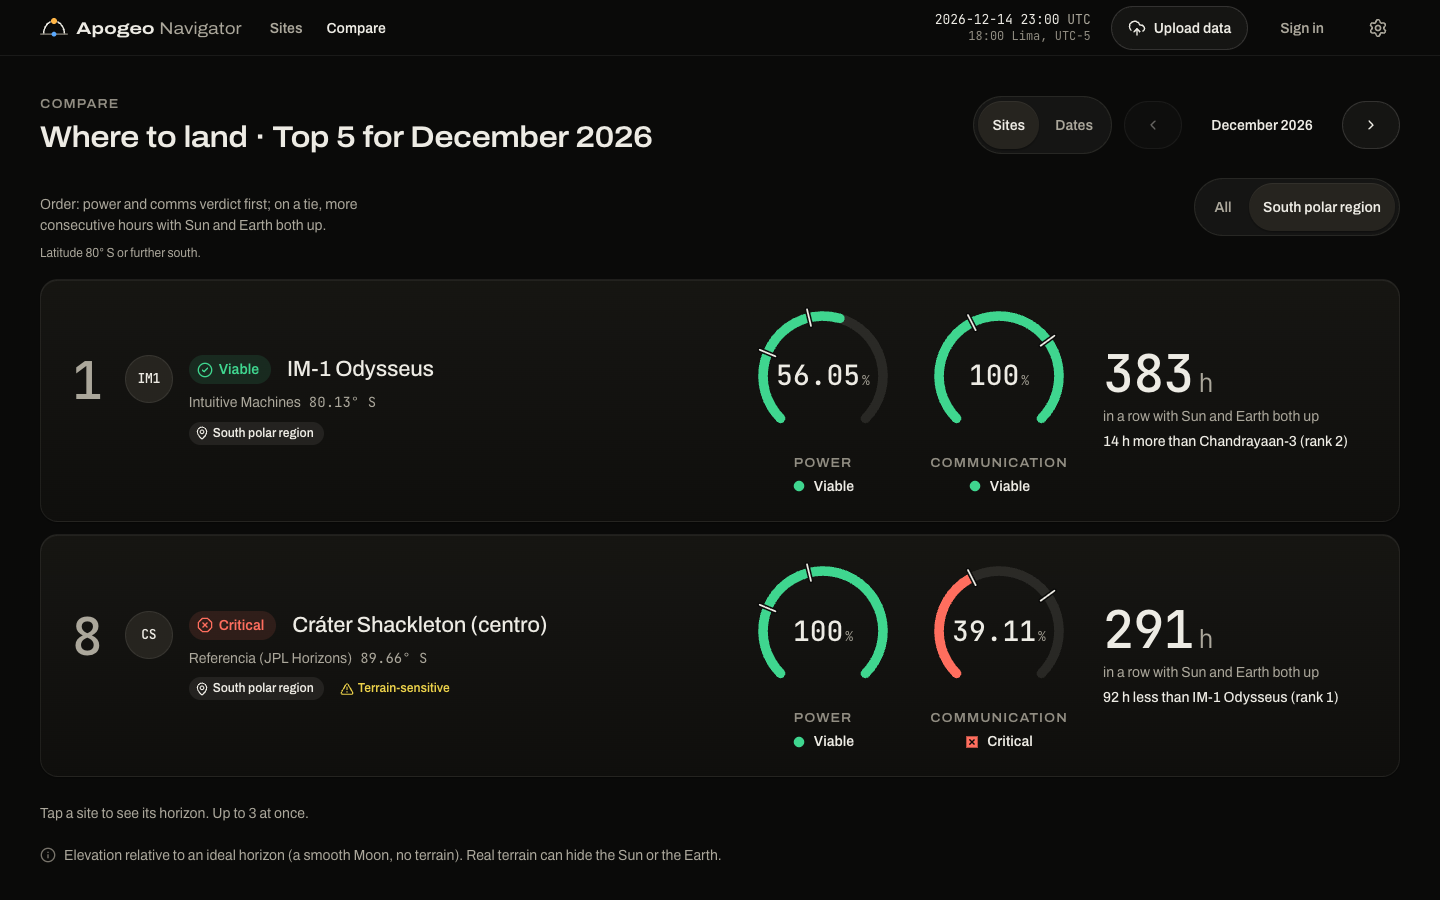 Apogeo Navigator
Sites
Compare
2026-12-14 23:00 UTC
18:00 Lima, UTC-5
Upload data
Sign in
COMPARE
Where to land · Top 5 for December 2026
Sites
Dates
December 2026
Order: power and comms verdict first; on a tie, more
consecutive hours with Sun and Earth both up.
Latitude 80° S or further south.
All
South polar region
1
IM1
Viable
IM-1 Odysseus
Intuitive Machines 80.13° S
South polar region
56.05%
POWER
Viable
100%
COMMUNICATION
Viable
383 h
in a row with Sun and Earth both up
14 h more than Chandrayaan-3 (rank 2)
8
CS
Critical
Cráter Shackleton (centro)
Referencia (JPL Horizons) 89.66° S
South polar region
Terrain-sensitive
100%
POWER
Viable
39.11%
COMMUNICATION
Critical
291 h
in a row with Sun and Earth both up
92 h less than IM-1 Odysseus (rank 1)
Tap a site to see its horizon. Up to 3 at once.
Elevation relative to an ideal horizon (a smooth Moon, no terrain). Real terrain can hide the Sun or the Earth.